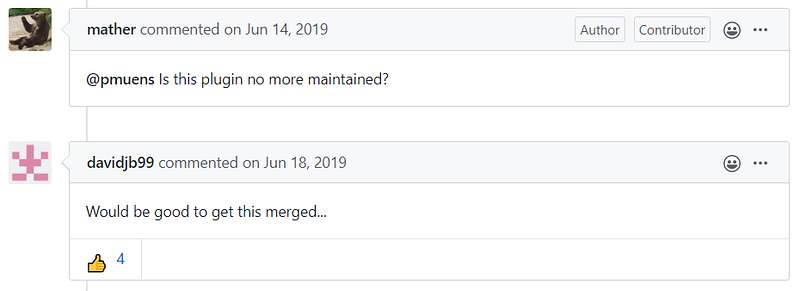 mather commented on Jun 14, 2019 Author Contributor
@pmuens Is this plugin no more maintained?
davidjb99 commented on Jun 18, 2019
Would be good to get this merged...
4